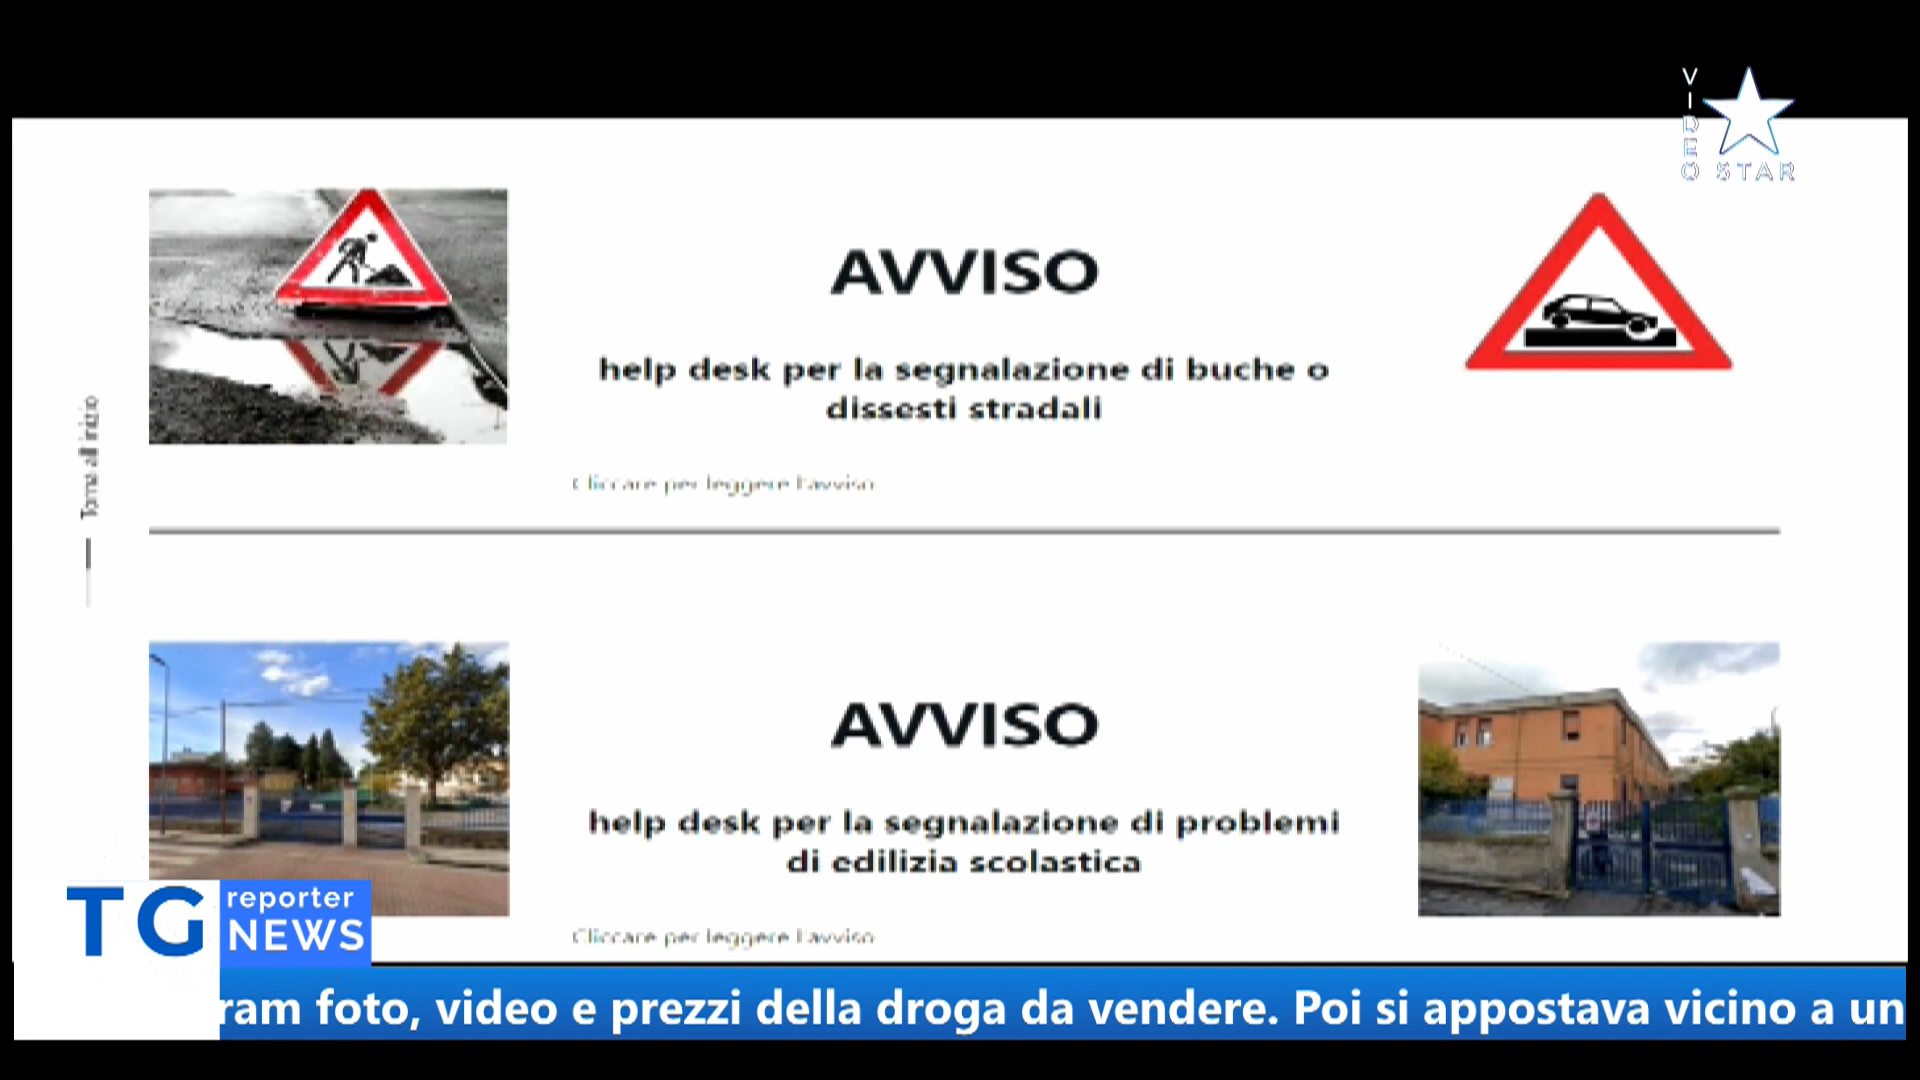 VIDEO
STAR
AVVISO
help desk per la segnalazione di buche o
dissesti stradali
Cliccare per leggere l'avviso
Torna all'inizio
AVVISO
help desk per la segnalazione di problemi
di edilizia scolastica
Cliccare per leggere l'avviso
TG reporter
NEWS
ram foto, video e prezzi della droga da vendere. Poi si appostava vicino a un